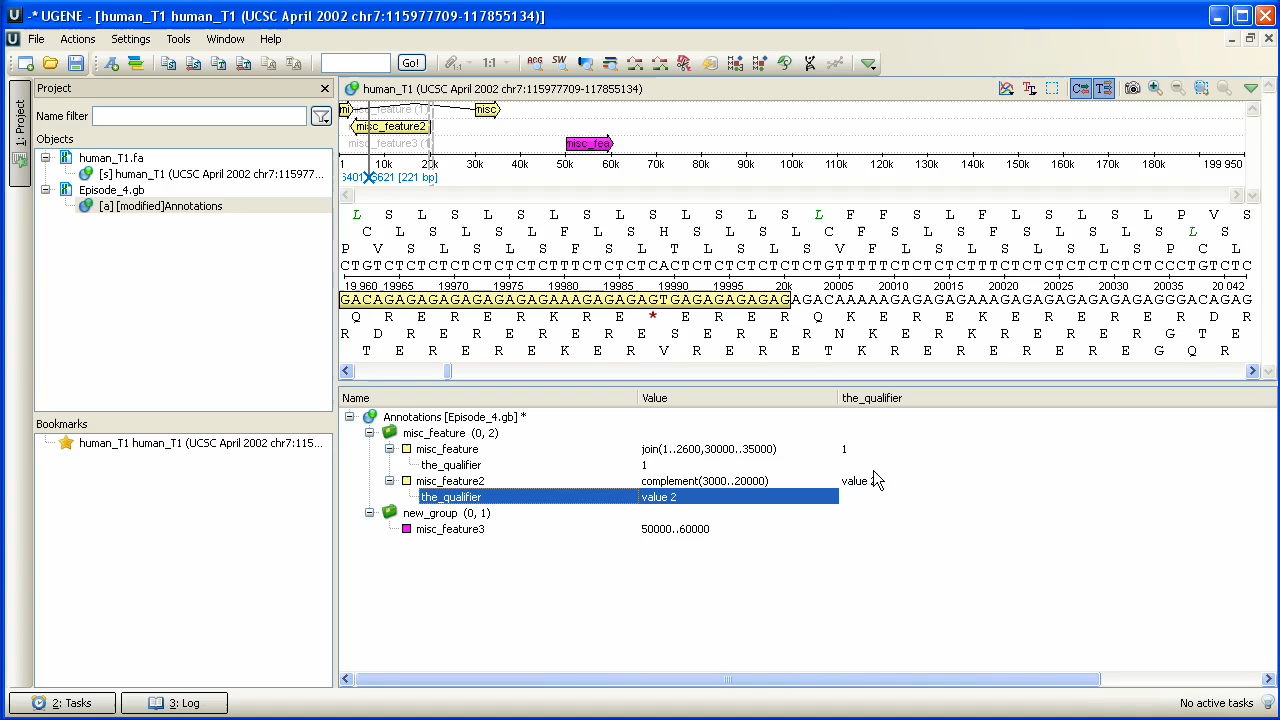 -* UGENE - [human_T1 human_T1 (UCSC April 2002 chr7:115977709-117855134)]
File Actions Settings Tools Window Help
Go!
1:1
1: Project
Project
Name filter
Objects
human_T1.fa
[s] human_T1 (UCSC April 2002 chr7:115977...
Episode_4.gb
[a] [modified]Annotations
Bookmarks
human_T1 human_T1 (UCSC April 2002 chr7:115...
human_T1 (UCSC April 2002 chr7:115977709-117855134)
misc
misc_feature2
misc_feature3
misc_fea
1 10k 20k 30k 40k 50k 60k 70k 80k 90k 100k 110k 120k 130k 140k 150k 160k 170k 180k 199 950
[221 bp]
L S L S L S L S L S L S L S L F F S L F L S L S L P V S
C L S L S L F L S H S L S L C F S L S F S L S L L S
P V S L S L S F S L T L S L S V F L S L S L S P C L
19 960 19965 19970 19975 19980 19985 19990 19995 20k 20005 20010 20015 20020 20025 20030 20035 20 042
GACAGAGAGAGAGAGAGAAAGAGAGAGTGAGAGAGAGAGAGACAAAAGAGAGAAAGAGAGAGAGAGGGACAGAG
Name Value the_qualifier
Annotations [Episode_4.gb] *
misc_feature (0, 2)
misc_feature join(1..2600,30000..35000) 1
the_qualifier 1
misc_feature2 complement(3000..20000) value
the_qualifier value 2
new_group (0, 1)
misc_feature3 50000..60000
2: Tasks 3: Log No active tasks